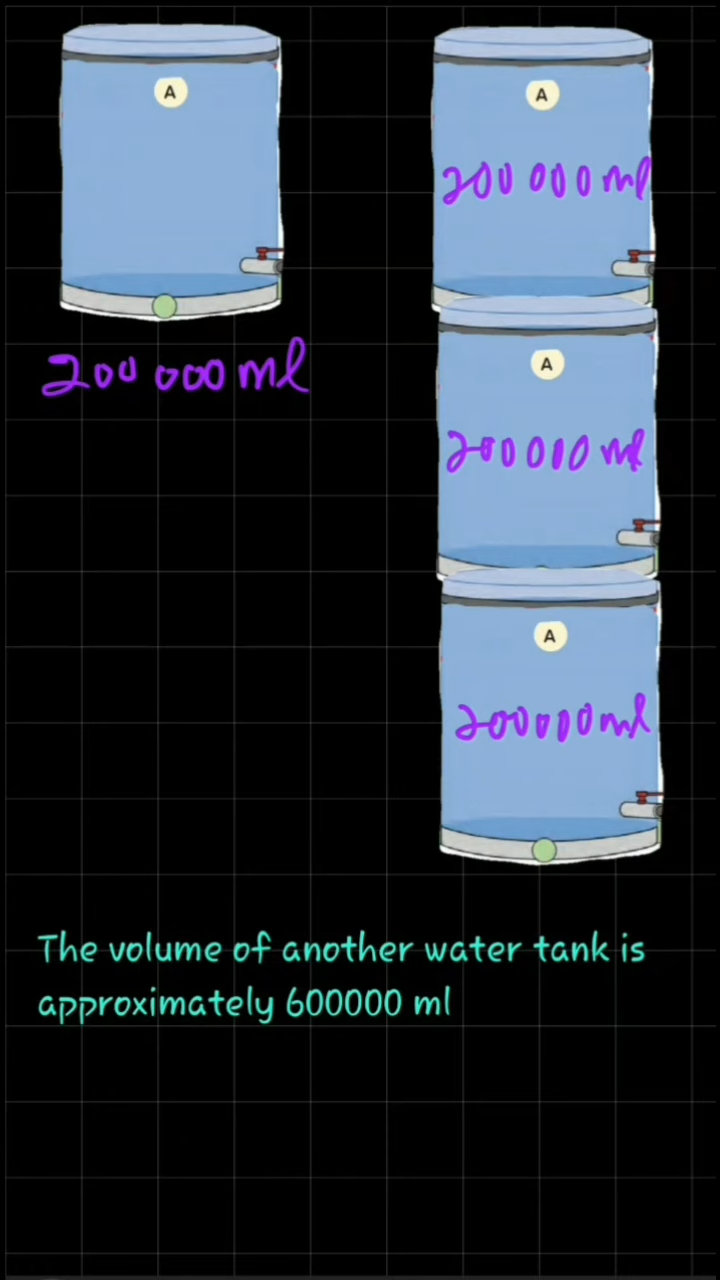 A
A
200 000 ml
200 000 ml
A
200000 ml
A
200000 ml
The volume of another water tank is
approximately 600000 ml